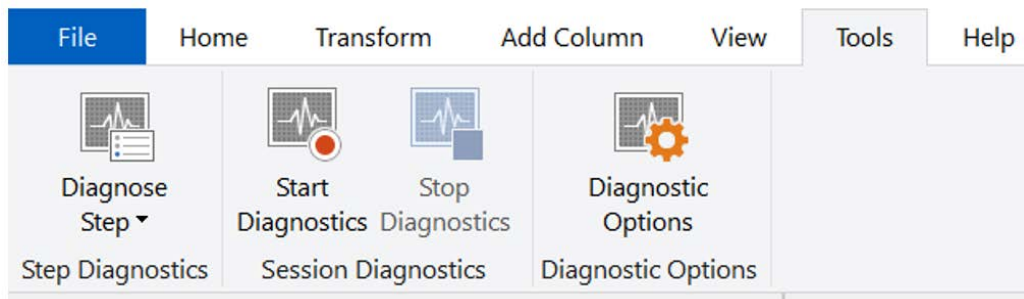 File Home Transform Add Column View Tools Help
Diagnose Step
Start Diagnostics
Stop Diagnostics
Diagnostic Options
Step Diagnostics Session Diagnostics Diagnostic Options